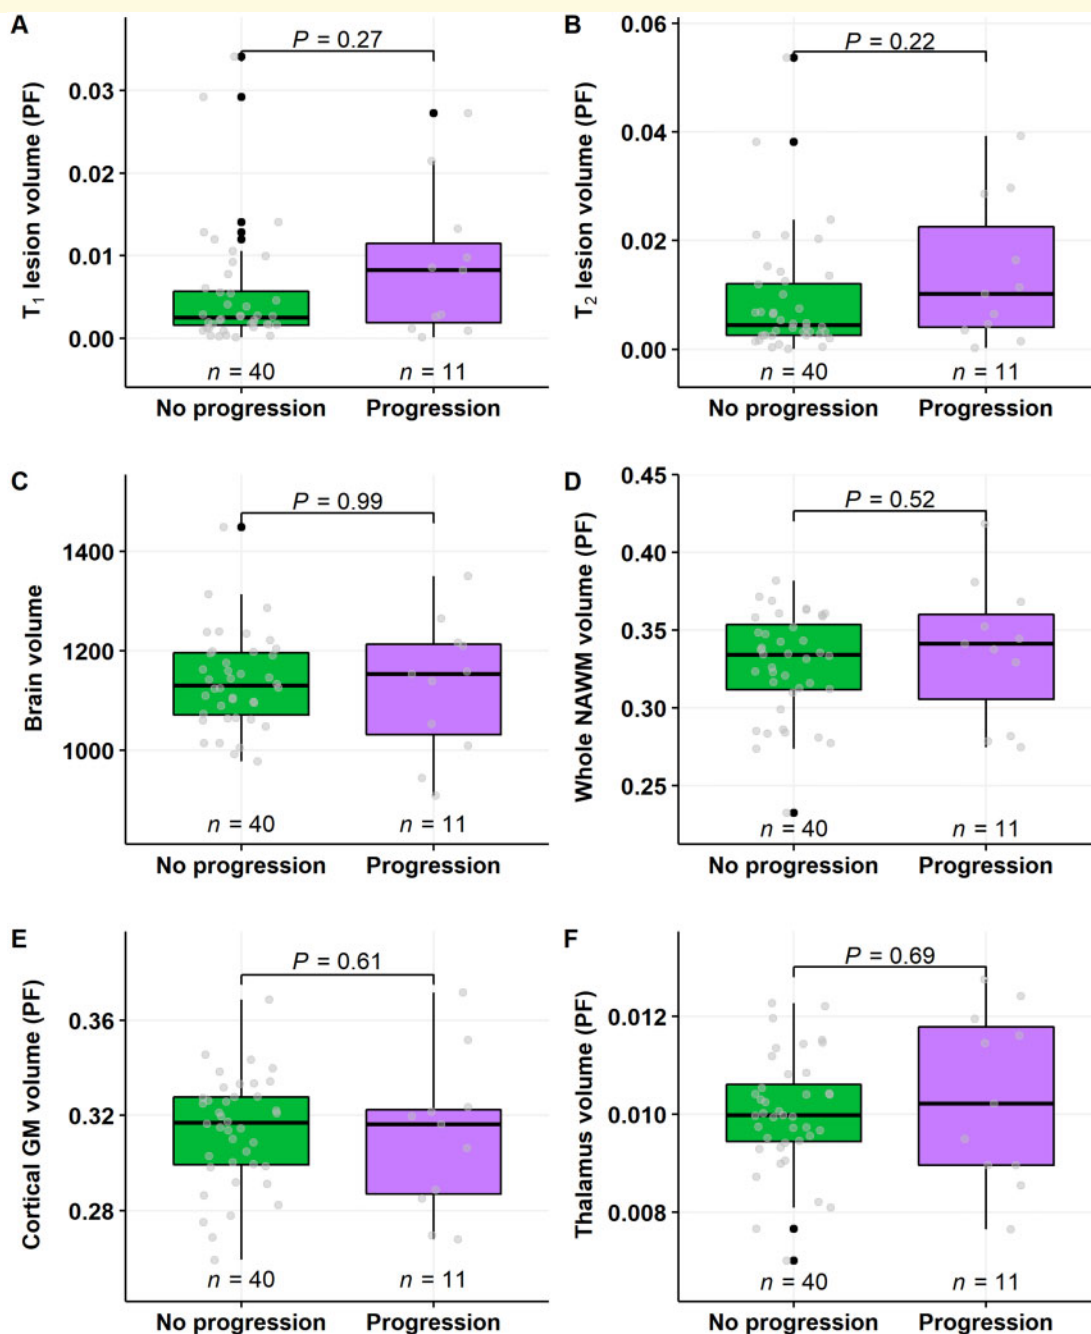 A
P = 0.27
T₁ lesion volume (PF)
0.03
0.02
0.01
0.00
n = 40
n = 11
No progression
Progression
B
P = 0.22
T₂ lesion volume (PF)
0.06
0.04
0.02
0.00
n = 40
n = 11
No progression
Progression
C
P = 0.99
Brain volume
1400
1200
1000
n = 40
n = 11
No progression
Progression
D
P = 0.52
Whole NAWM volume (PF)
0.45
0.40
0.35
0.30
0.25
n = 40
n = 11
No progression
Progression
E
P = 0.61
Cortical GM volume (PF)
0.36
0.32
0.28
n = 40
n = 11
No progression
Progression
F
P = 0.69
Thalamus volume (PF)
0.012
0.010
0.008
n = 40
n = 11
No progression
Progression